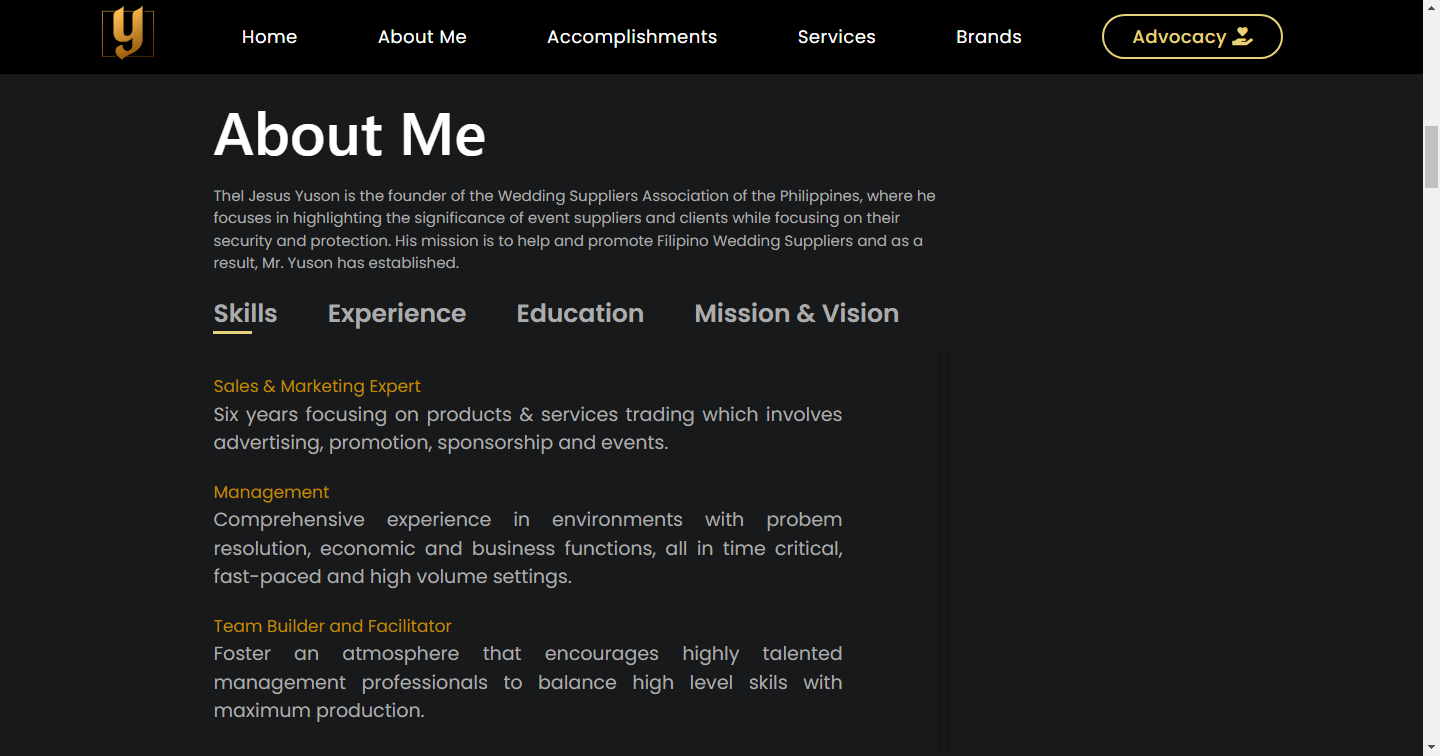 y
Home
About Me
Accomplishments
Services
Brands
Advocacy
About Me
Thel Jesus Yuson is the founder of the Wedding Suppliers Association of the Philippines, where he
focuses in highlighting the significance of event suppliers and clients while focusing on their
security and protection. His mission is to help and promote Filipino Wedding Suppliers and as a
result, Mr. Yuson has established.
Skills
Experience
Education
Mission & Vision
Sales & Marketing Expert
Six years focusing on products & services trading which involves
advertising, promotion, sponsorship and events.
Management
Comprehensive experience in environments with probem
resolution, economic and business functions, all in time critical,
fast-paced and high volume settings.
Team Builder and Facilitator
Foster an atmosphere that encourages highly talented
management professionals to balance high level skils with
maximum production.